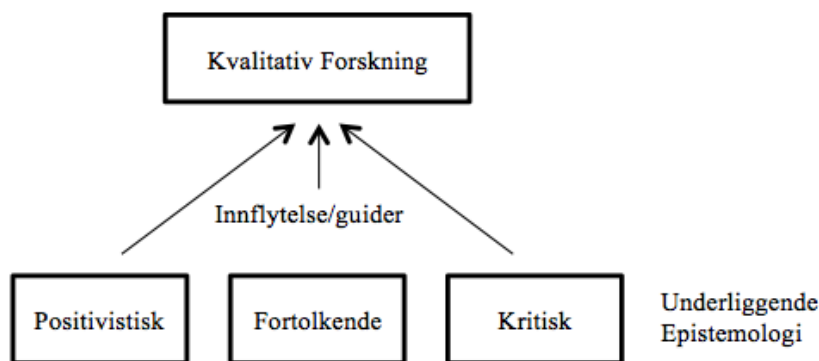 Kvalitativ Forskning
Innflytelse/guider
Positivistisk
Fortolkende
Kritisk
Underliggende
Epistemologi